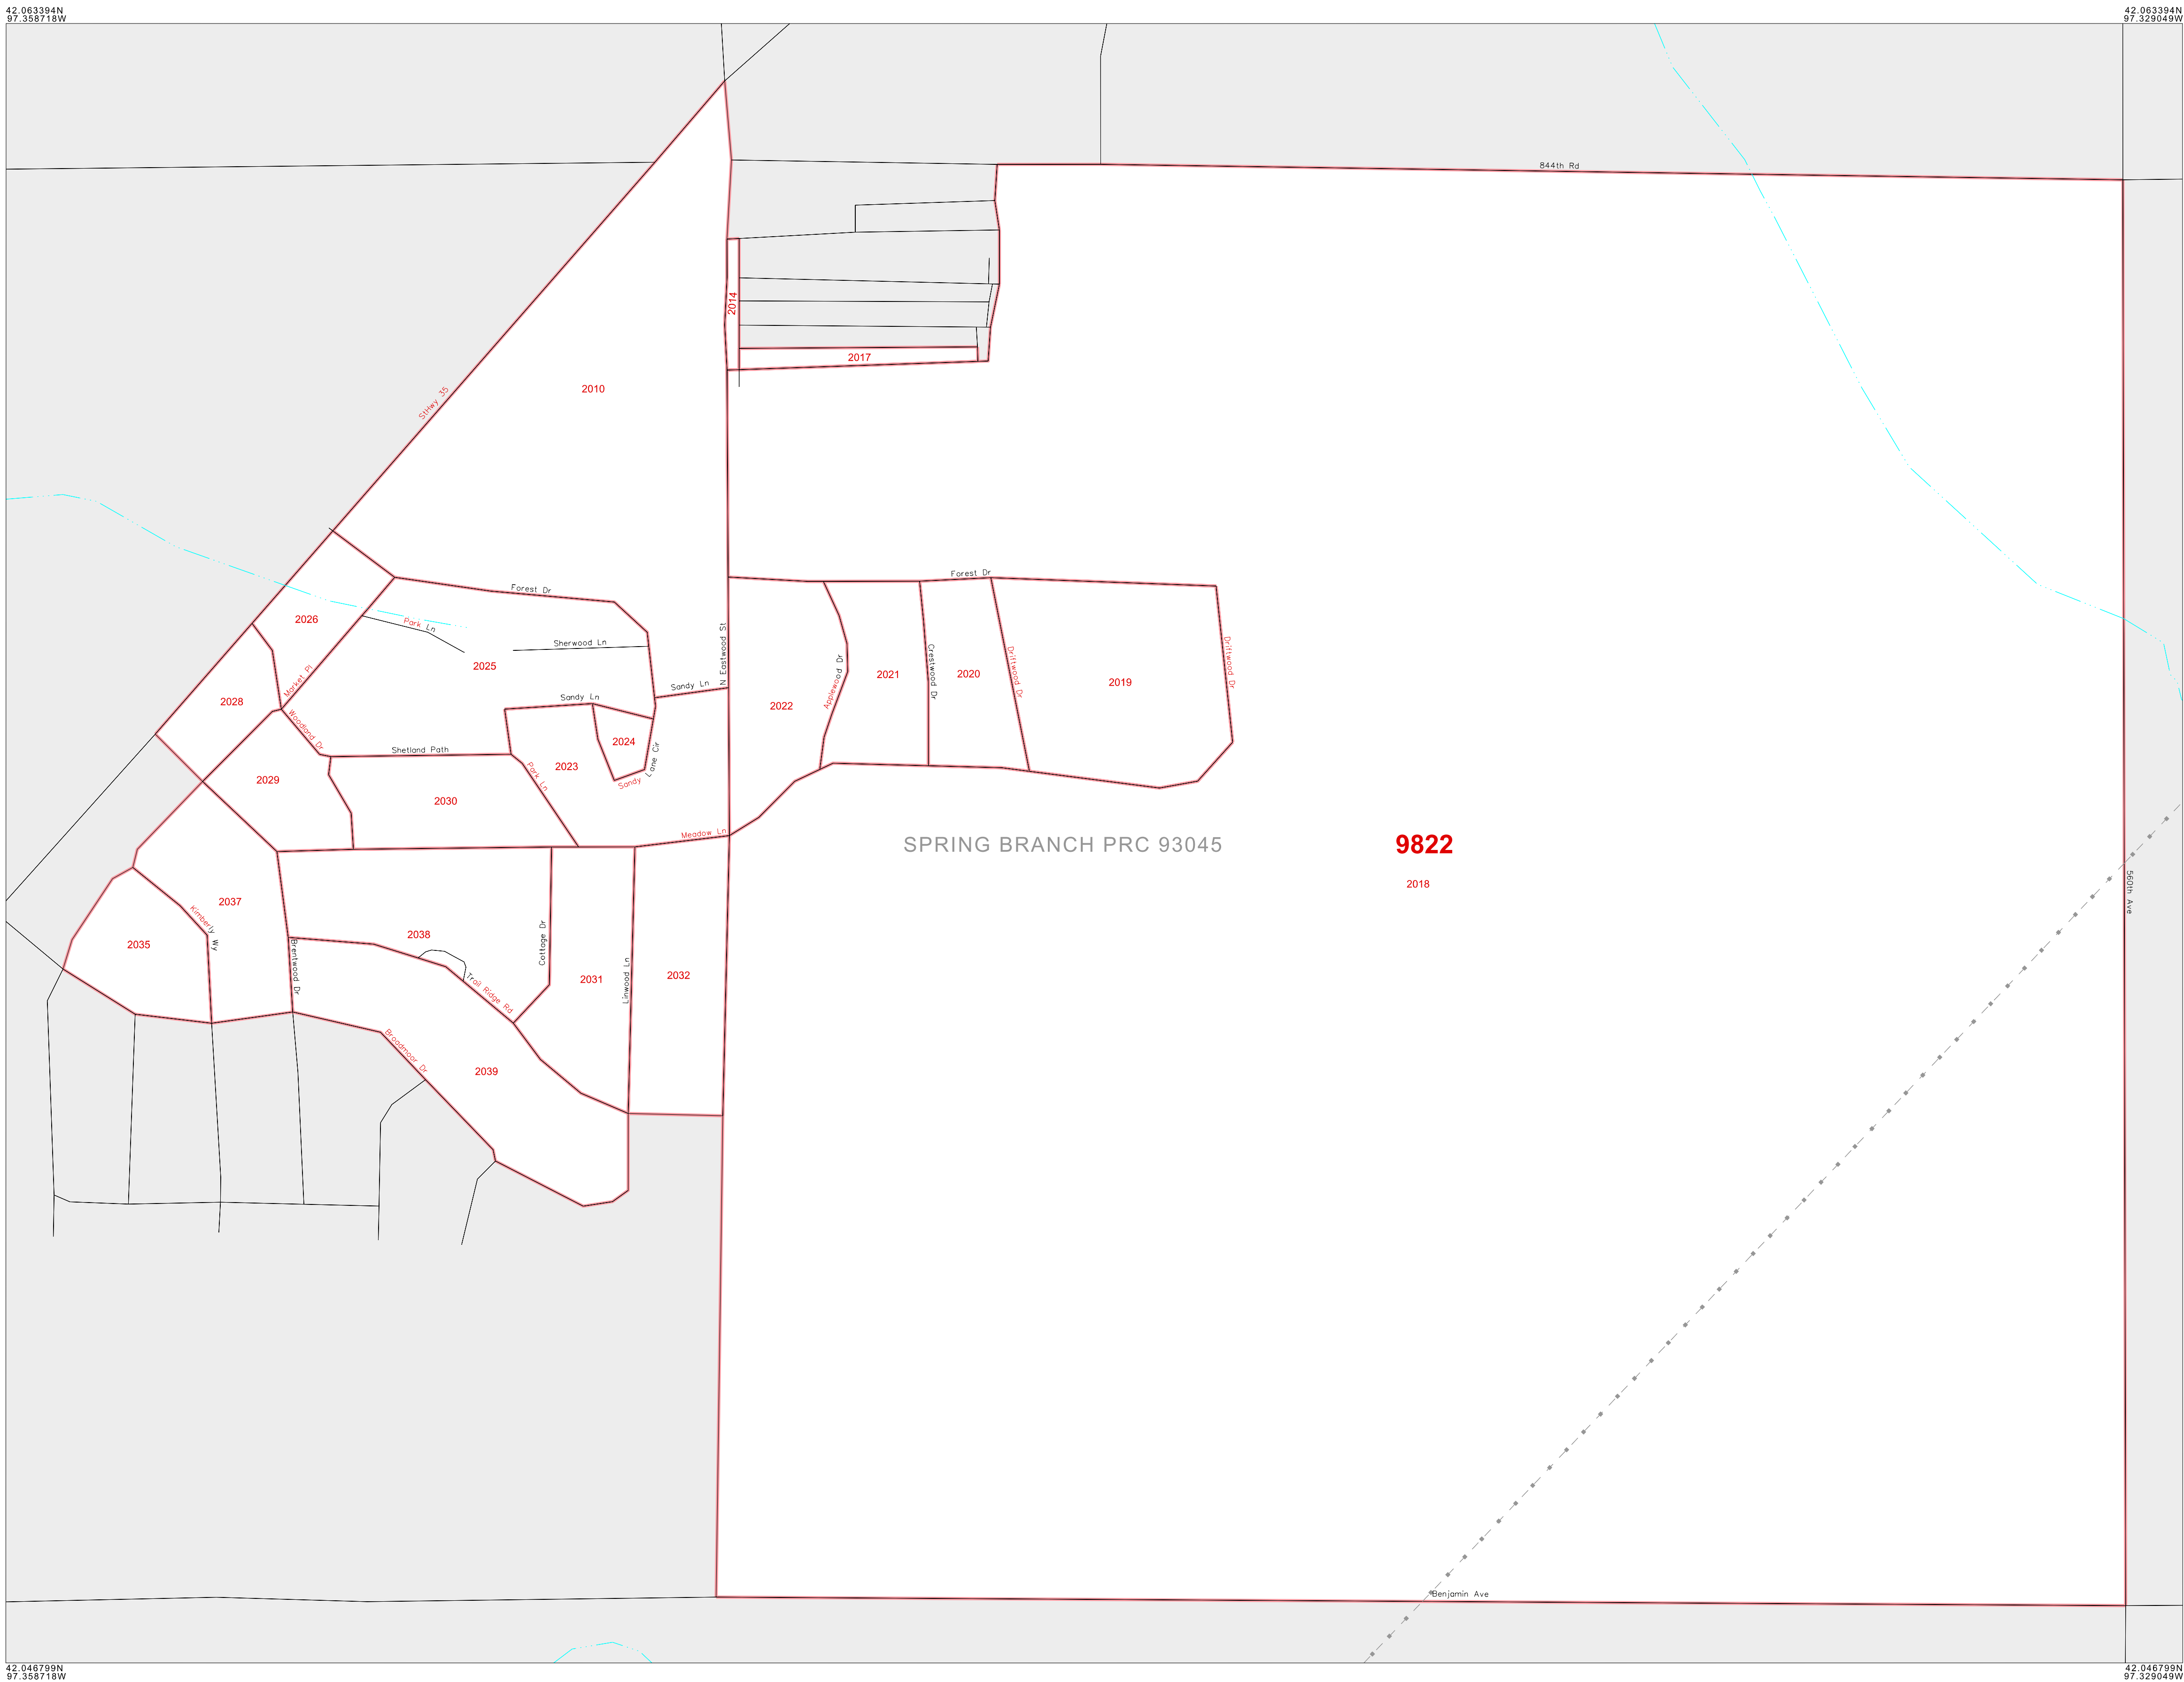 42.063394N
97.358718W
42.063394N
97.329049W
844th Rd
2014
2017
2010
StHwy 35
Forest Dr
Forest Dr
2026
Park Ln
Sherwood Ln
N Eastwood St
2025
Market Pl
Sandy Ln
2028
Woodland Dr
Sandy Ln
2024
Shetland Path
2023
Park Ln
Sandy Lane Cir
2022
Applewood Dr
2021
Crestwood Dr
2020
Driftwood Dr
2019
Driftwood Dr
2029
2030
Meadow Ln
SPRING BRANCH PRC 93045
9822
2018
560th Ave
2037
Kimberly Wy
2035
Brentwood Dr
2038
Cottage Dr
Trail Ridge Rd
2031
Linwood Ln
2032
Broadmoor Dr
2039
Benjamin Ave
42.046799N
97.358718W
42.046799N
97.329049W